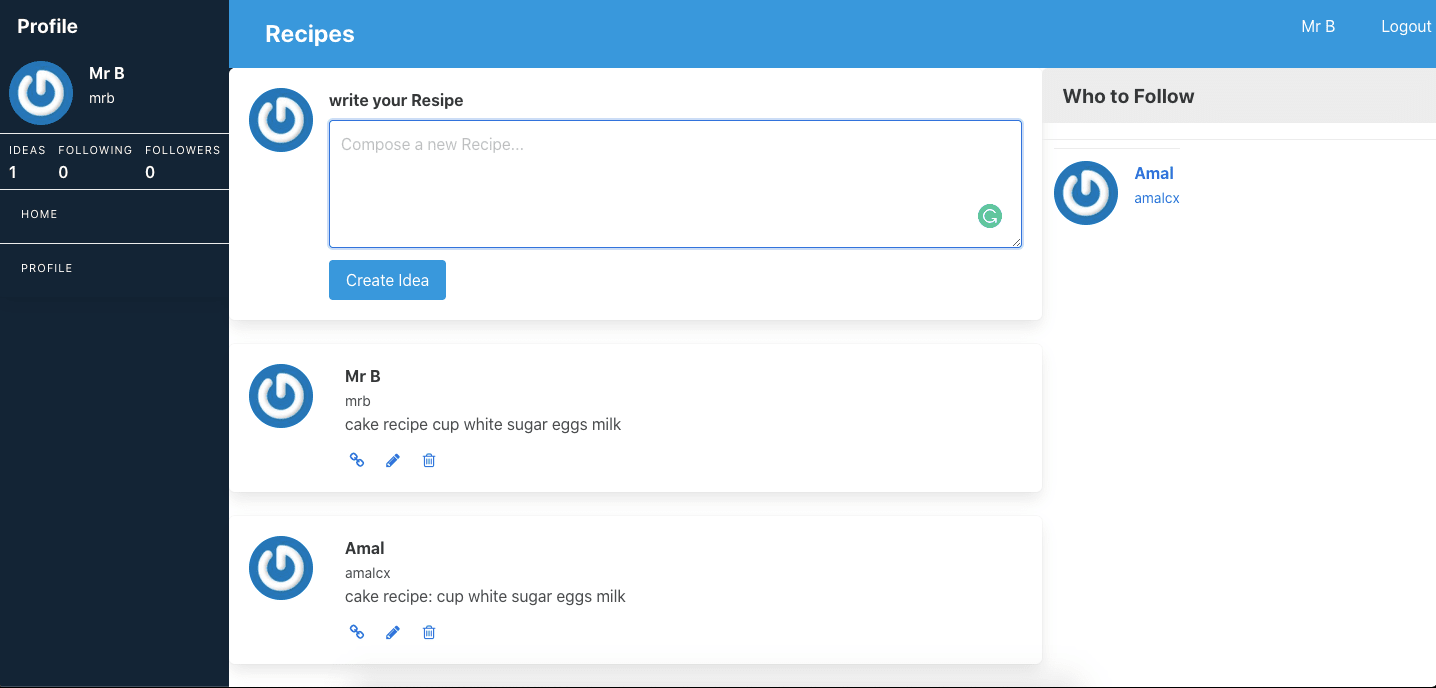 Profile
Mr B
mrb
IDEAS FOLLOWING FOLLOWERS
1 0 0
HOME
PROFILE
Recipes
Mr B Logout
write your Resipe
Compose a new Recipe...
Create Idea
Mr B
mrb
cake recipe cup white sugar eggs milk
Amal
amalcx
cake recipe: cup white sugar eggs milk
Who to Follow
Amal
amalcx